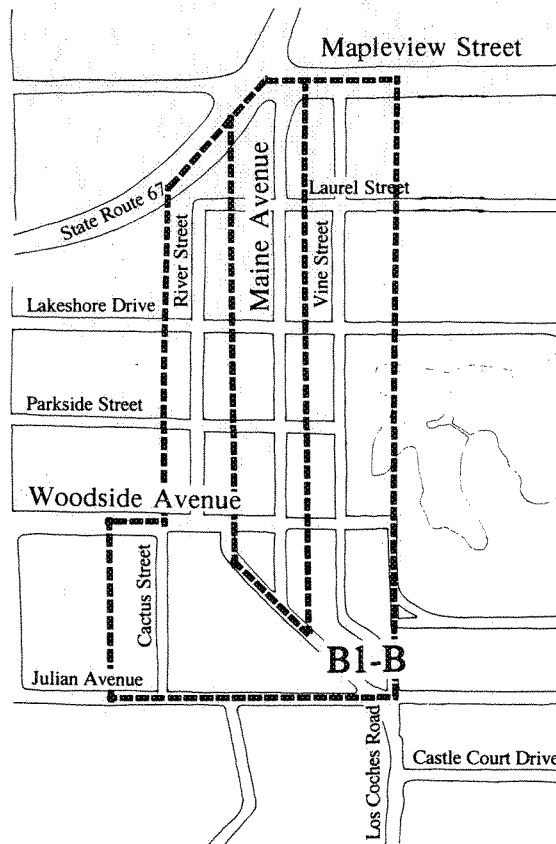 Mapleview Street
State Route 67
Laurel Street
River Street
Maine Avenue
Vine Street
Lakeshore Drive
Parkside Street
Woodside Avenue
Cactus Street
B1-B
Julian Avenue
Los Coches Road
Castle Court Drive